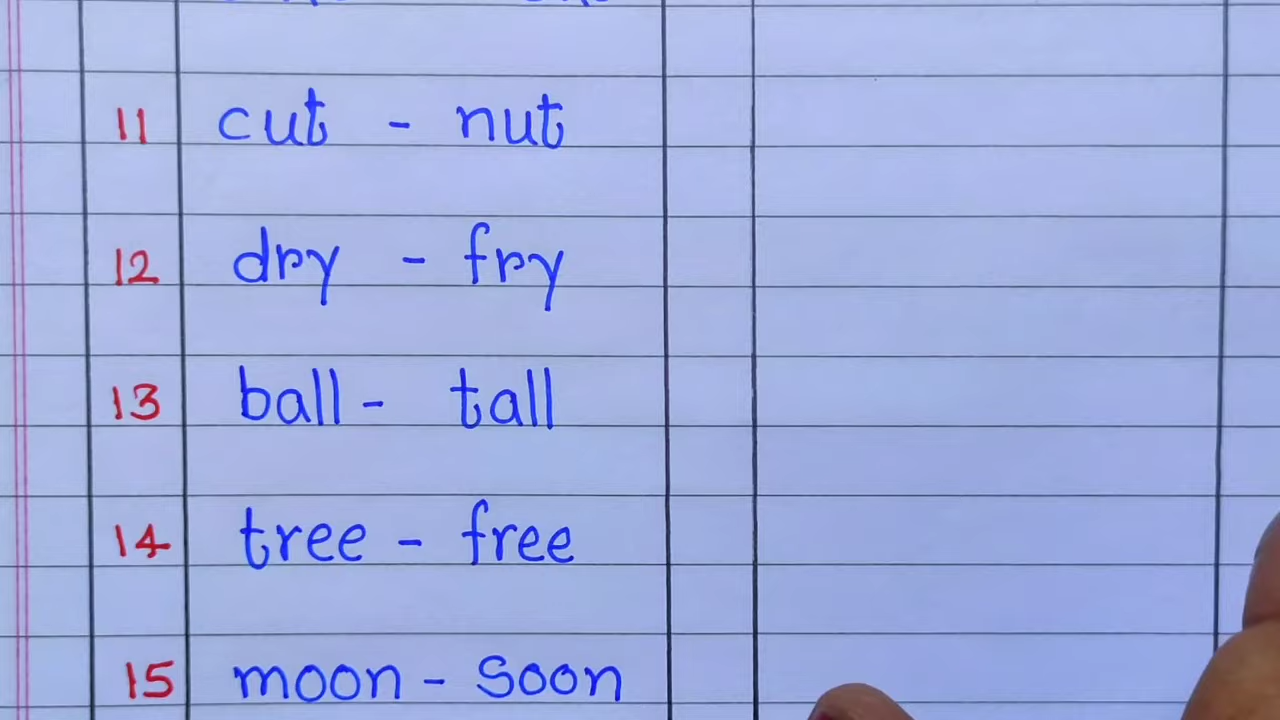 11 cut - nut
12 dry - fry
13 ball - tall
14 tree - free
15 moon - soon